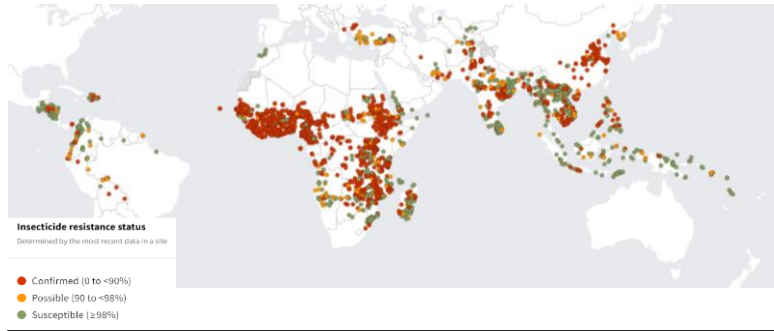 Insecticide resistance status
Determined by the most recent data in a site
Confirmed (0 to <90%)
Possible (90 to <98%)
Susceptible (≥98%)